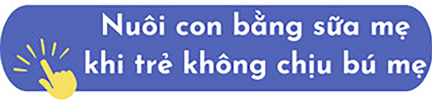 Nuôi con bằng sữa mẹ
khi trẻ không chịu bú mẹ